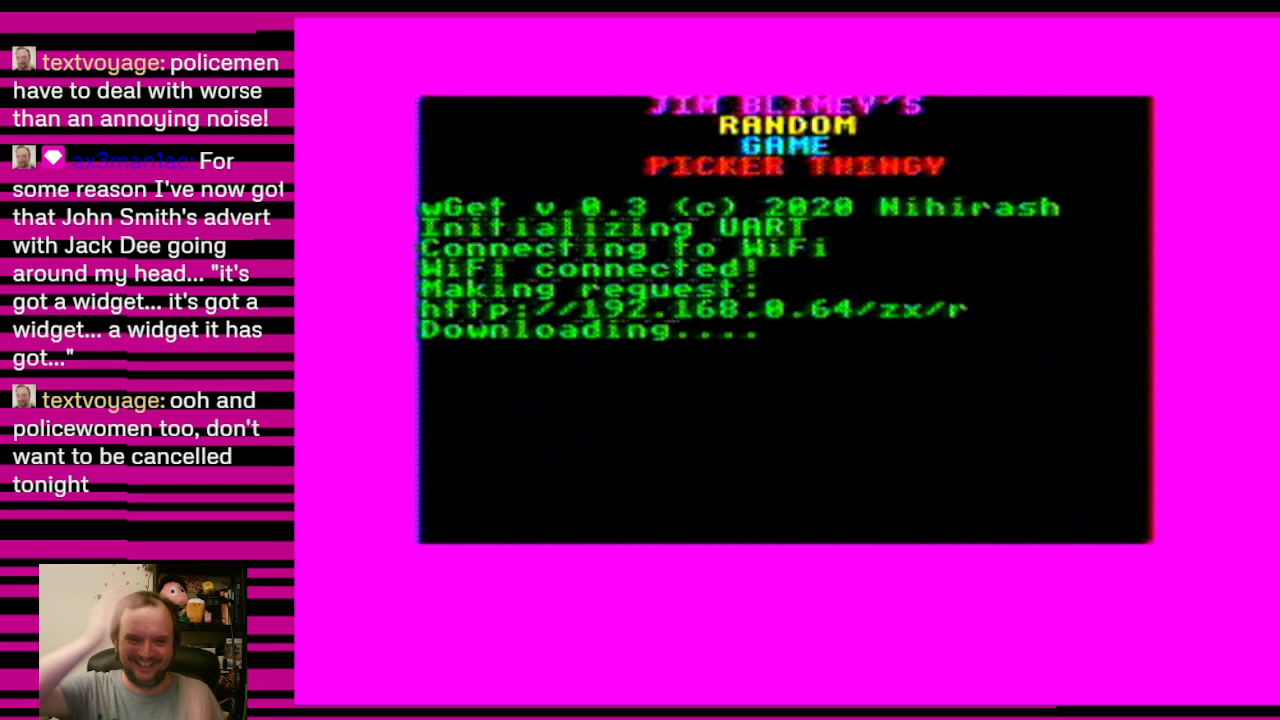 textvoyage: policemen
have to deal with worse
than an annoying noise!
ax3man1ac: For
some reason I've now got
that John Smith's advert
with Jack Dee going
around my head... "it's
got a widget... it's got a
widget... a widget it has
got..."
textvoyage: ooh and
policewomen too, don't
want to be cancelled
tonight
JIM BLIMEY'S
RANDOM
GAME
PICKER THINGY
wGet v.0.3 (c) 2020 Nihirash
Initializing UART
Connecting to WiFi
WiFi connected!
Making request:
http://192.168.0.64/zx/r
Downloading....